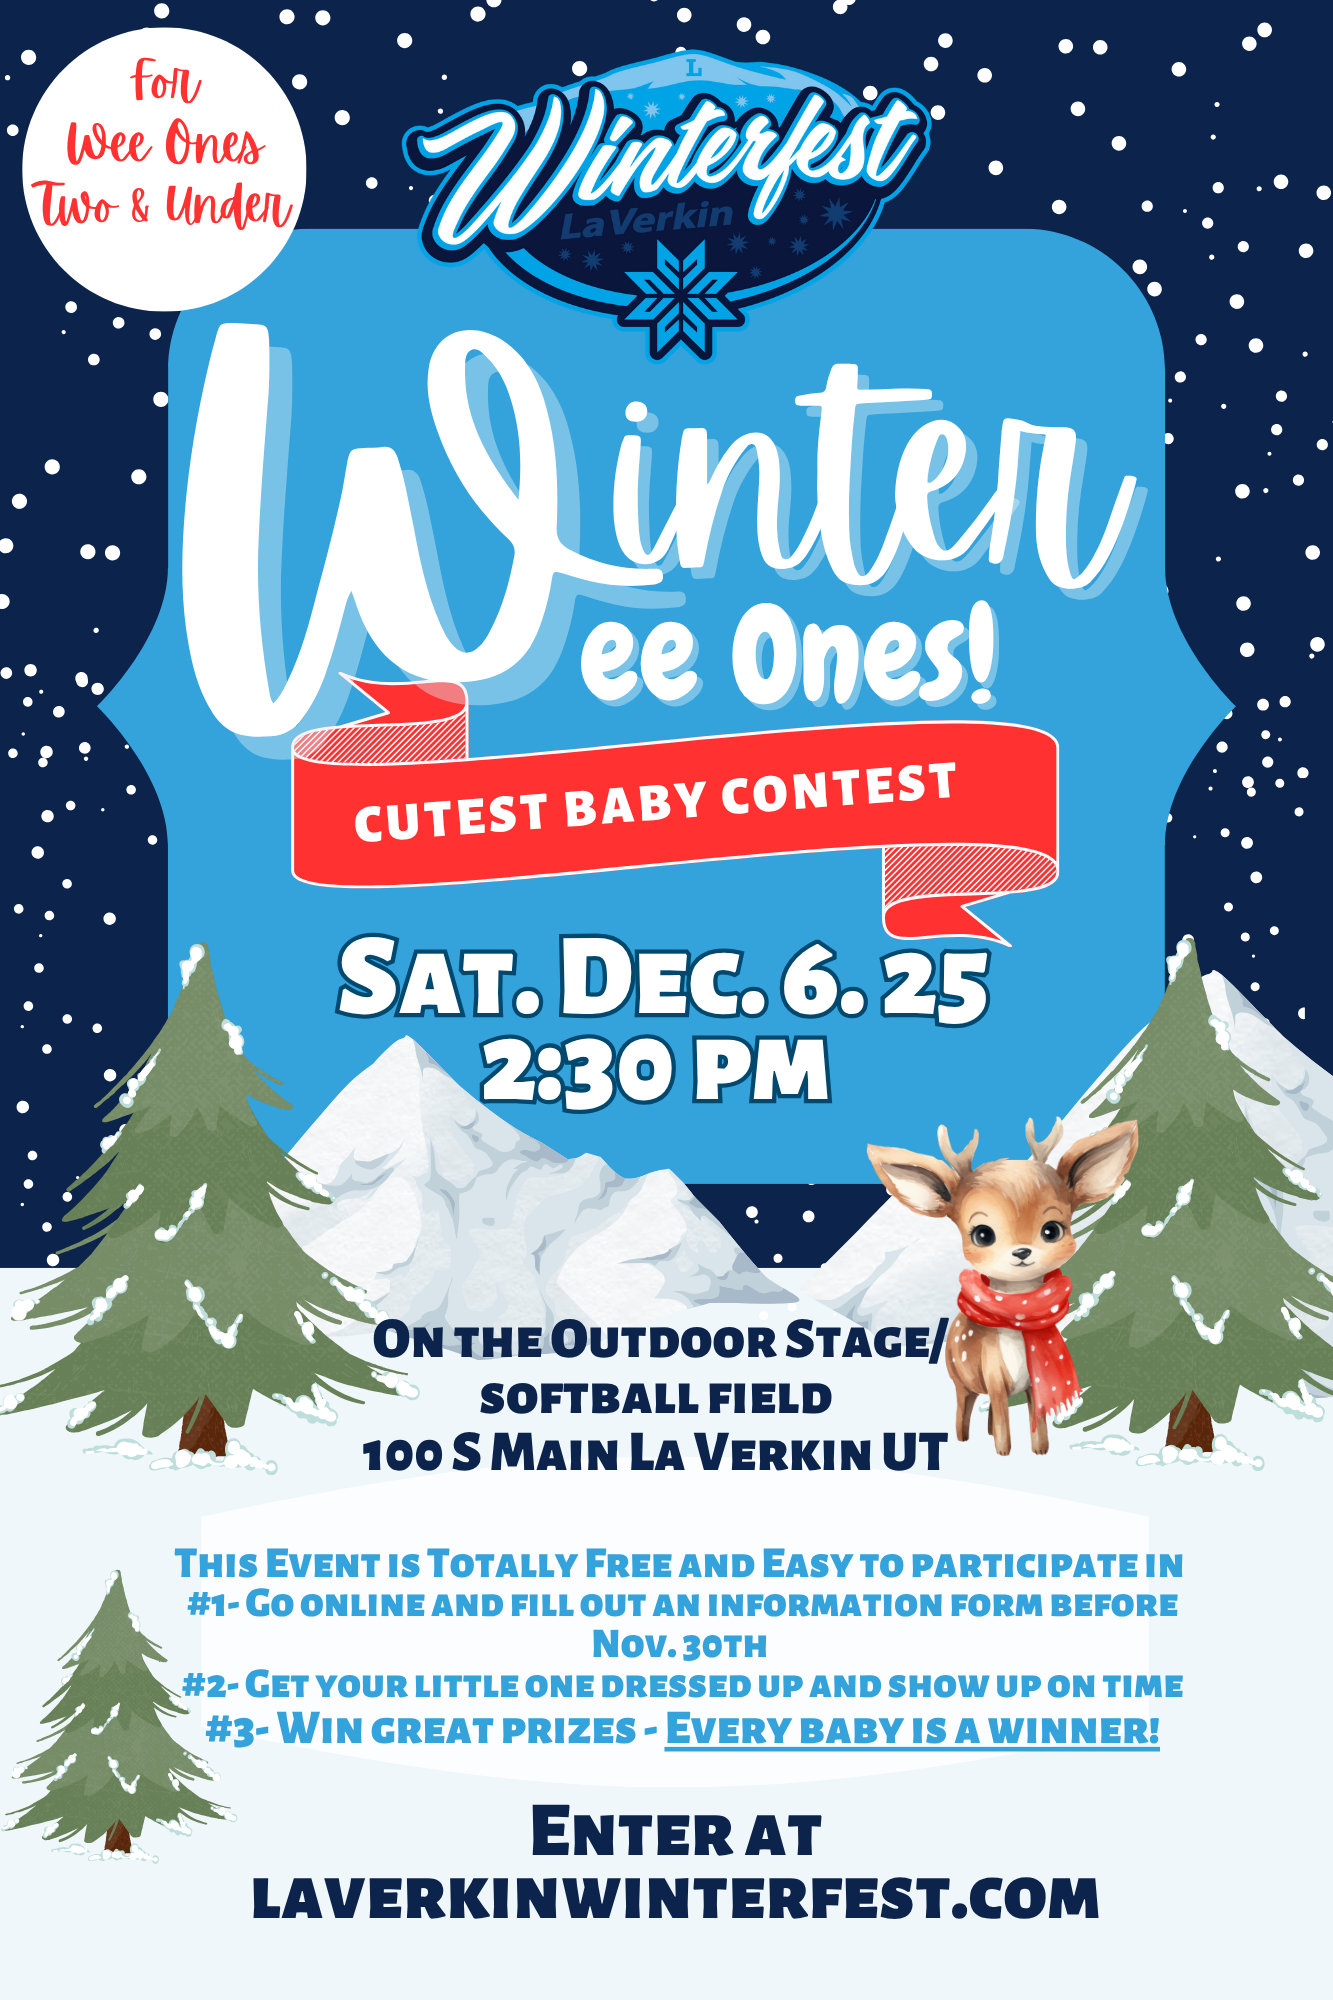 For
Wee Ones
Two & Under
L
Winterfest
LaVerkin
Winter
ee Ones!
CUTEST BABY CONTEST
Sat. Dec. 6. 25
2:30 PM
On the Outdoor Stage/
softball field
100 S Main La Verkin UT
This Event is Totally Free and Easy to participate in
#1- Go online and fill out an information form before
Nov. 30th
#2- Get your little one dressed up and show up on time
#3- Win great prizes - Every baby is a winner!
Enter at
laverkinwinterfest.com